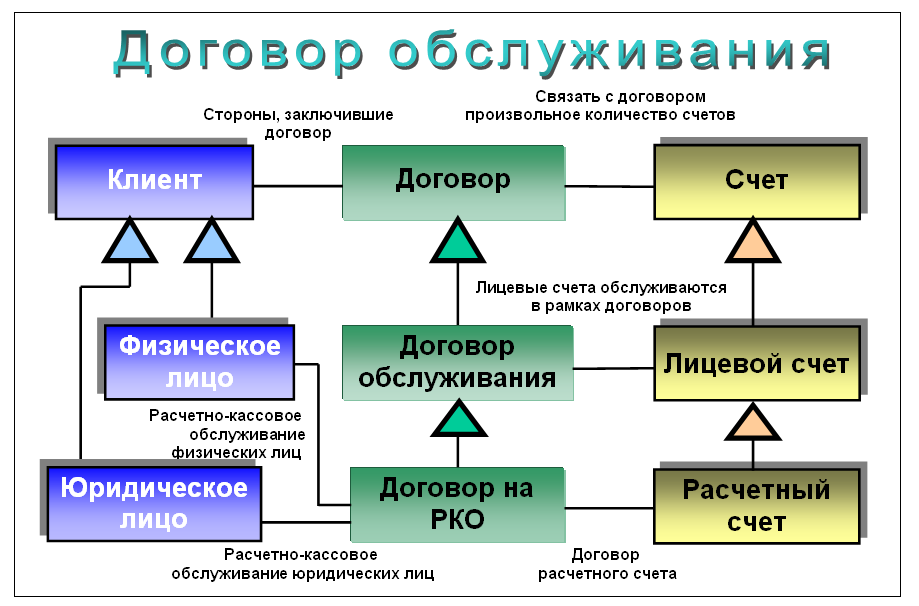 Договор обслуживания
Стороны, заключившие
договор
Связать с договором
произвольное количество счетов
Клиент
Договор
Счет
Лицевые счета обслуживаются
в рамках договоров
Физическое
лицо
Договор
обслуживания
Лицевой счет
Расчетно-кассовое
обслуживание
физических лиц
Юридическое
лицо
Договор на
РКО
Расчетный
счет
Расчетно-кассовое
обслуживание юридических лиц
Договор
расчетного счета